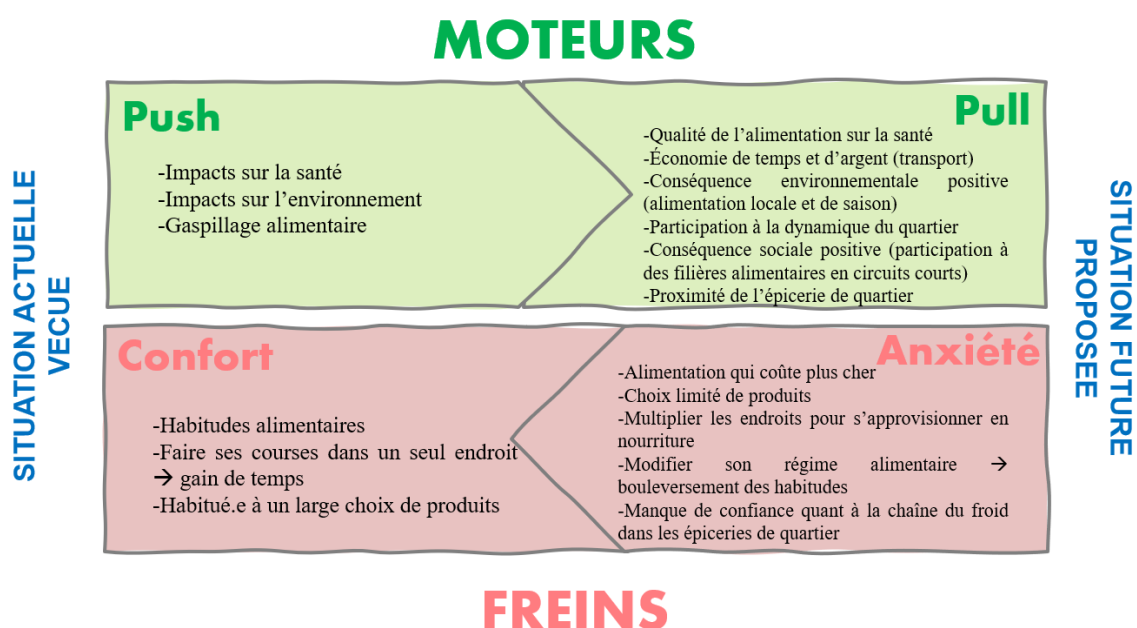 MOTEURS
SITUATION ACTUELLE
VECUE
Push
-Impacts sur la santé
-Impacts sur l’environnement
-Gaspillage alimentaire
Pull
-Qualité de l’alimentation sur la santé
-Économie de temps et d’argent (transport)
-Conséquence environnementale positive
(alimentation locale et de saison)
-Participation à la dynamique du quartier
-Conséquence sociale positive (participation à
des filières alimentaires en circuits courts)
-Proximité de l’épicerie de quartier
SITUATION FUTURE
PROPOSEE
Confort
-Habitudes alimentaires
-Faire ses courses dans un seul endroit
→ gain de temps
-Habitué.e à un large choix de produits
Anxiété
-Alimentation qui coûte plus cher
-Choix limité de produits
-Multiplier les endroits pour s’approvisionner en
nourriture
-Modifier son régime alimentaire →
bouleversement des habitudes
-Manque de confiance quant à la chaîne du froid
dans les épiceries de quartier
FREINS